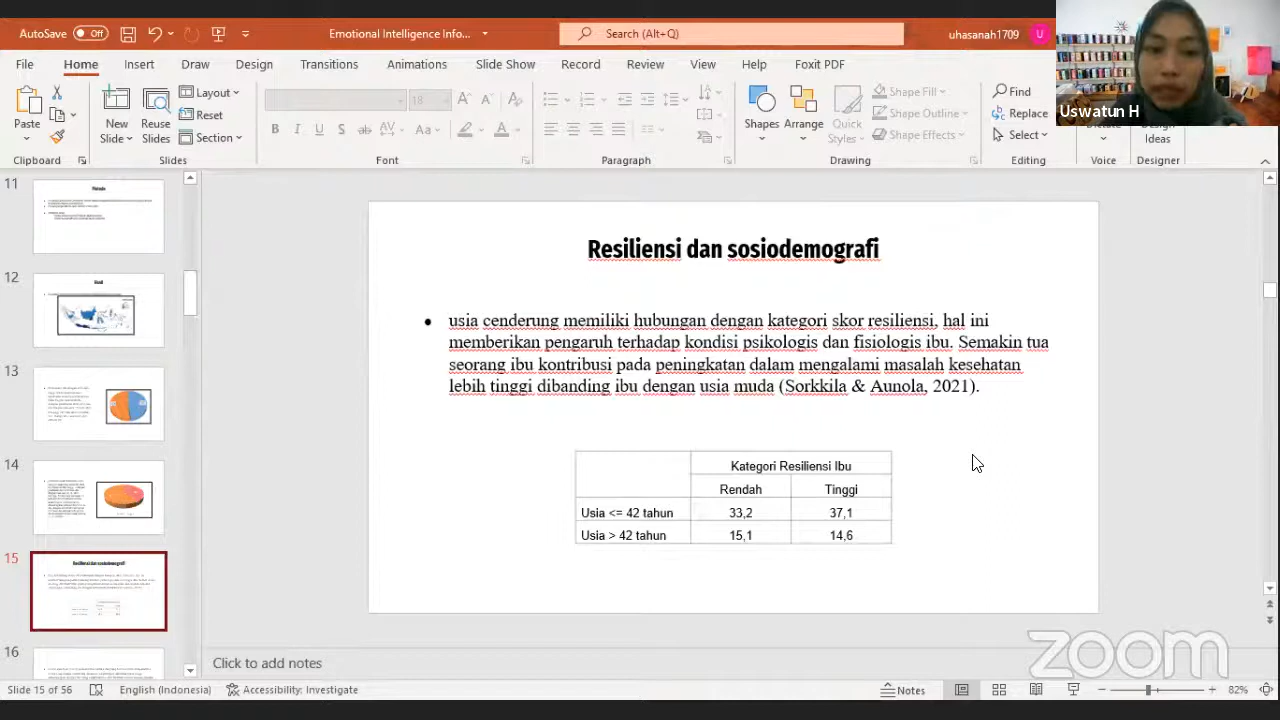 AutoSave Off Emotional Intelligence Info... Search (Alt+Q) uhasanah1709 U
File Home Insert Draw Design Transitions Animations Slide Show Record Review View Help Foxit PDF
Paste New Slides Reuse Slides Layout Reset Section 18 Shapes Arrange Quick Styles Shape Fill Shape Outline Shape Effects Find Replace Select Dictate Design Ideas
Clipboard Slides Font Paragraph Drawing Editing Voice Designer
Uswatun H
11
12
13
14
15
16
Resiliensi dan sosiodemografi
• usia cenderung memiliki hubungan dengan kategori skor resiliensi, hal ini
memberikan pengaruh terhadap kondisi psikologis dan fisiologis ibu. Semakin tua
seorang ibu kontribusi pada peningkatan dalam mengalami masalah kesehatan
lebih tinggi dibanding ibu dengan usia muda (Sorkkila & Aunola, 2021).
Kategori Resiliensi Ibu
Rendah Tinggi
Usia <= 42 tahun 33,2 37,1
Usia > 42 tahun 15,1 14,6
zoom
Click to add notes
Slide 15 of 56 English (Indonesia) Accessibility: Investigate Notes 82%